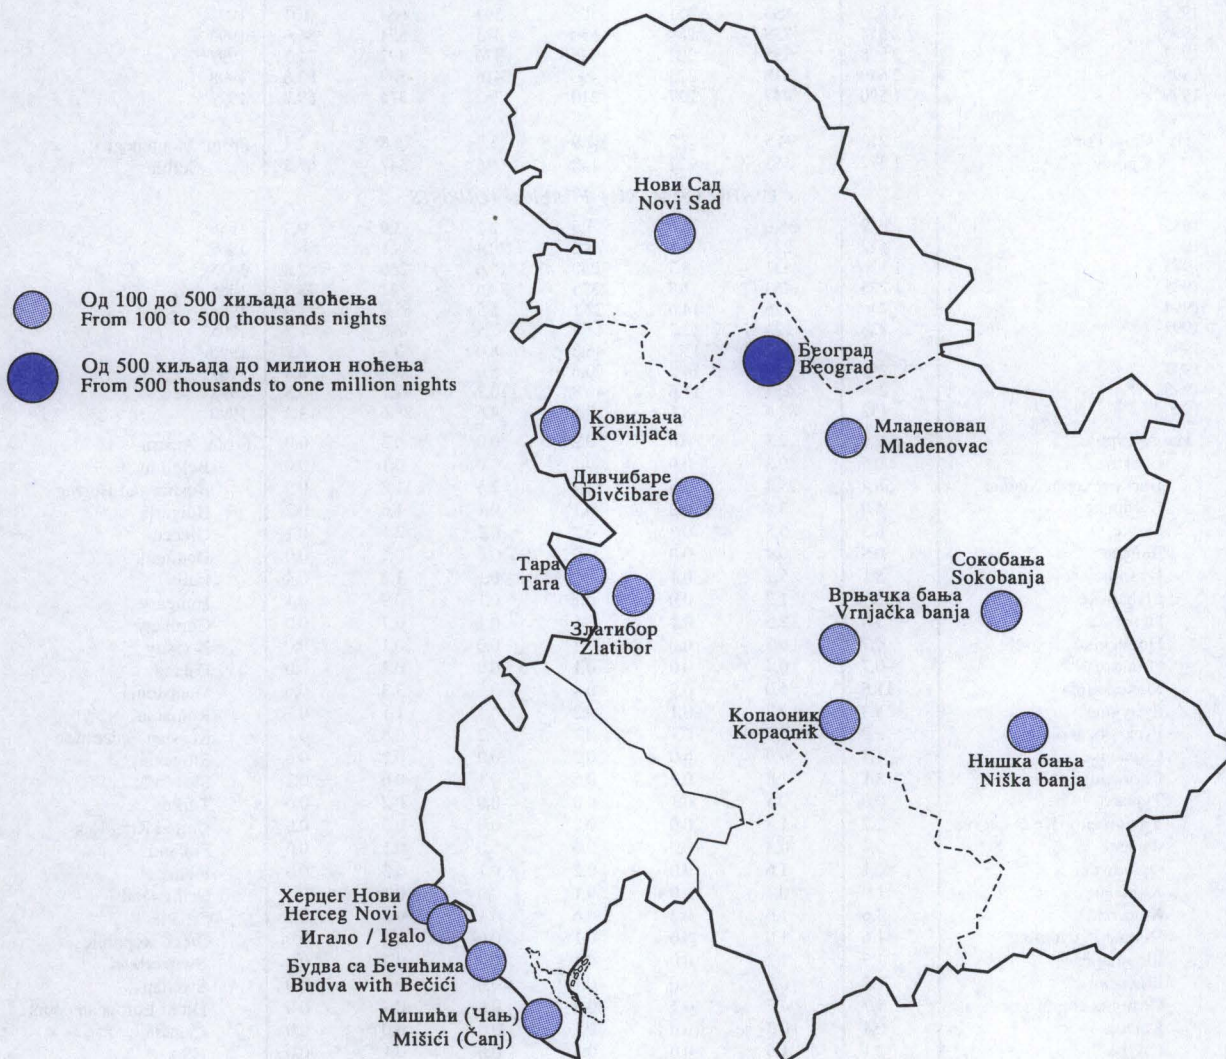 Нови Сад
Novi Sad
Од 100 до 500 хиљада ноћења
From 100 to 500 thousands nights
Од 500 хиљада до милион ноћења
From 500 thousands to one million nights
Београд
Beograd
Ковиљача
Koviljača
Младеновац
Mladenovac
Дивчибаре
Divčibare
Тара
Tara
Златибор
Zlatibor
Сокобања
Sokobanja
Врњачка бања
Vrnjačka banja
Копаоник
Kopaonik
Нишка бања
Niška banja
Херцег Нови
Herceg Novi
Игало / Igalo
Будва са Бечићима
Budva with Bečići
Мишићи (Чањ)
Mišići (Čanj)